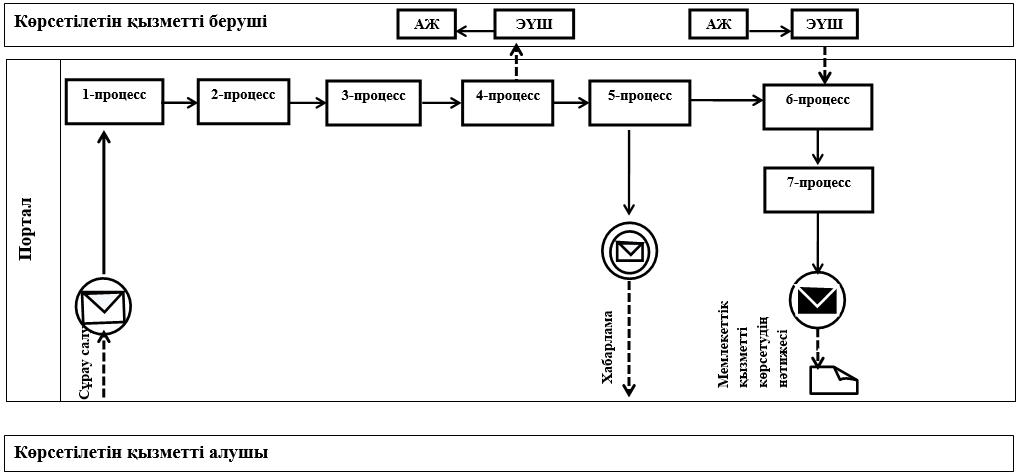 Көрсетілетін қызметті беруші
АЖ
ЭҮШ
АЖ
ЭҮШ
Портал
1-процесс
2-процесс
3-процесс
4-процесс
5-процесс
6-процесс
7-процесс
Сұрау салу
Хабарлама
Мемлекеттік
қызметті
көрсетудің
нәтижесі
Көрсетілетін қызметті алушы